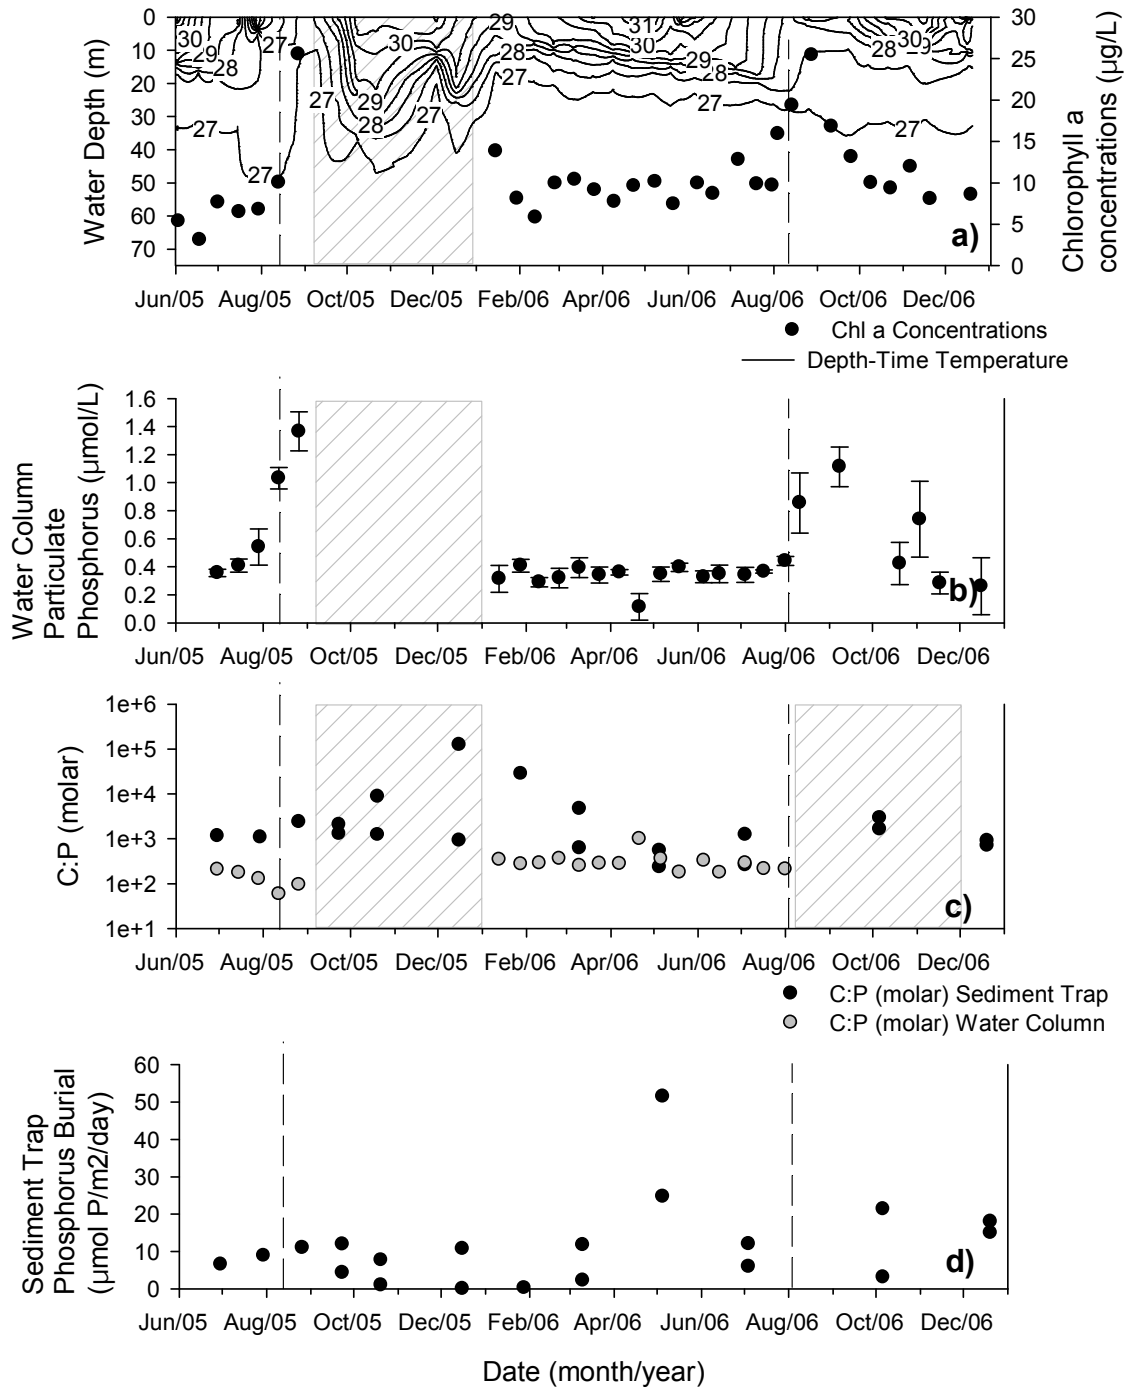 0
10
20
30
40
50
60
70
Water Depth (m)
30
29
28
27
27
27
27
29
28
30
27
29
28
27
31
30
29
8
27
28
30
9
27
30
25
20
15
10
5
0
Chlorophyll a
concentrations (µg/L)
a)
Jun/05 Aug/05 Oct/05 Dec/05 Feb/06 Apr/06 Jun/06 Aug/06 Oct/06 Dec/06
Chl a Concentrations
Depth-Time Temperature
1.6
1.4
1.2
1.0
0.8
0.6
0.4
0.2
0.0
Water Column
Particulate
Phosphorus (µmol/L)
b)
Jun/05 Aug/05 Oct/05 Dec/05 Feb/06 Apr/06 Jun/06 Aug/06 Oct/06 Dec/06
1e+6
1e+5
1e+4
1e+3
1e+2
1e+1
C:P (molar)
c)
Jun/05 Aug/05 Oct/05 Dec/05 Feb/06 Apr/06 Jun/06 Aug/06 Oct/06 Dec/06
C:P (molar) Sediment Trap
C:P (molar) Water Column
60
50
40
30
20
10
0
Sediment Trap
Phosphorus Burial
(µmol P/m2/day)
d)
Jun/05 Aug/05 Oct/05 Dec/05 Feb/06 Apr/06 Jun/06 Aug/06 Oct/06 Dec/06
Date (month/year)